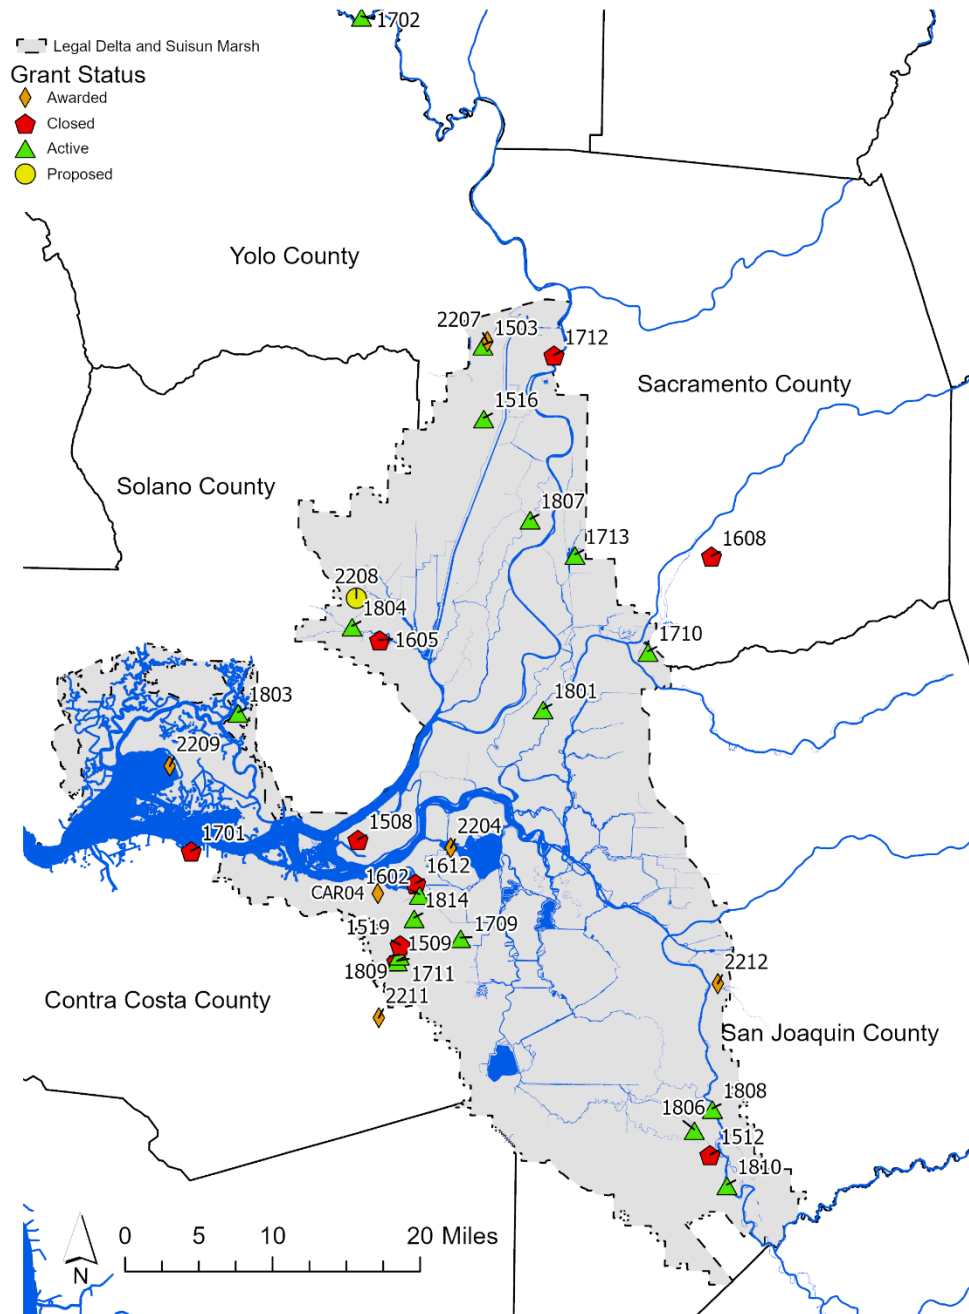 1702
Legal Delta and Suisun Marsh
Grant Status
Awarded
Closed
Active
Proposed
Yolo County
2207 1503
1712
Sacramento County
1516
Solano County
1807
1713
1608
2208
1804
1605
1710
1803
1801
2209
1701
1508
2204
1612
1602
CAR04
1814
1519
1509
1709
1809
1711
2211
2212
Contra Costa County
San Joaquin County
1808
1806
1512
1810
N
0 5 10 20 Miles